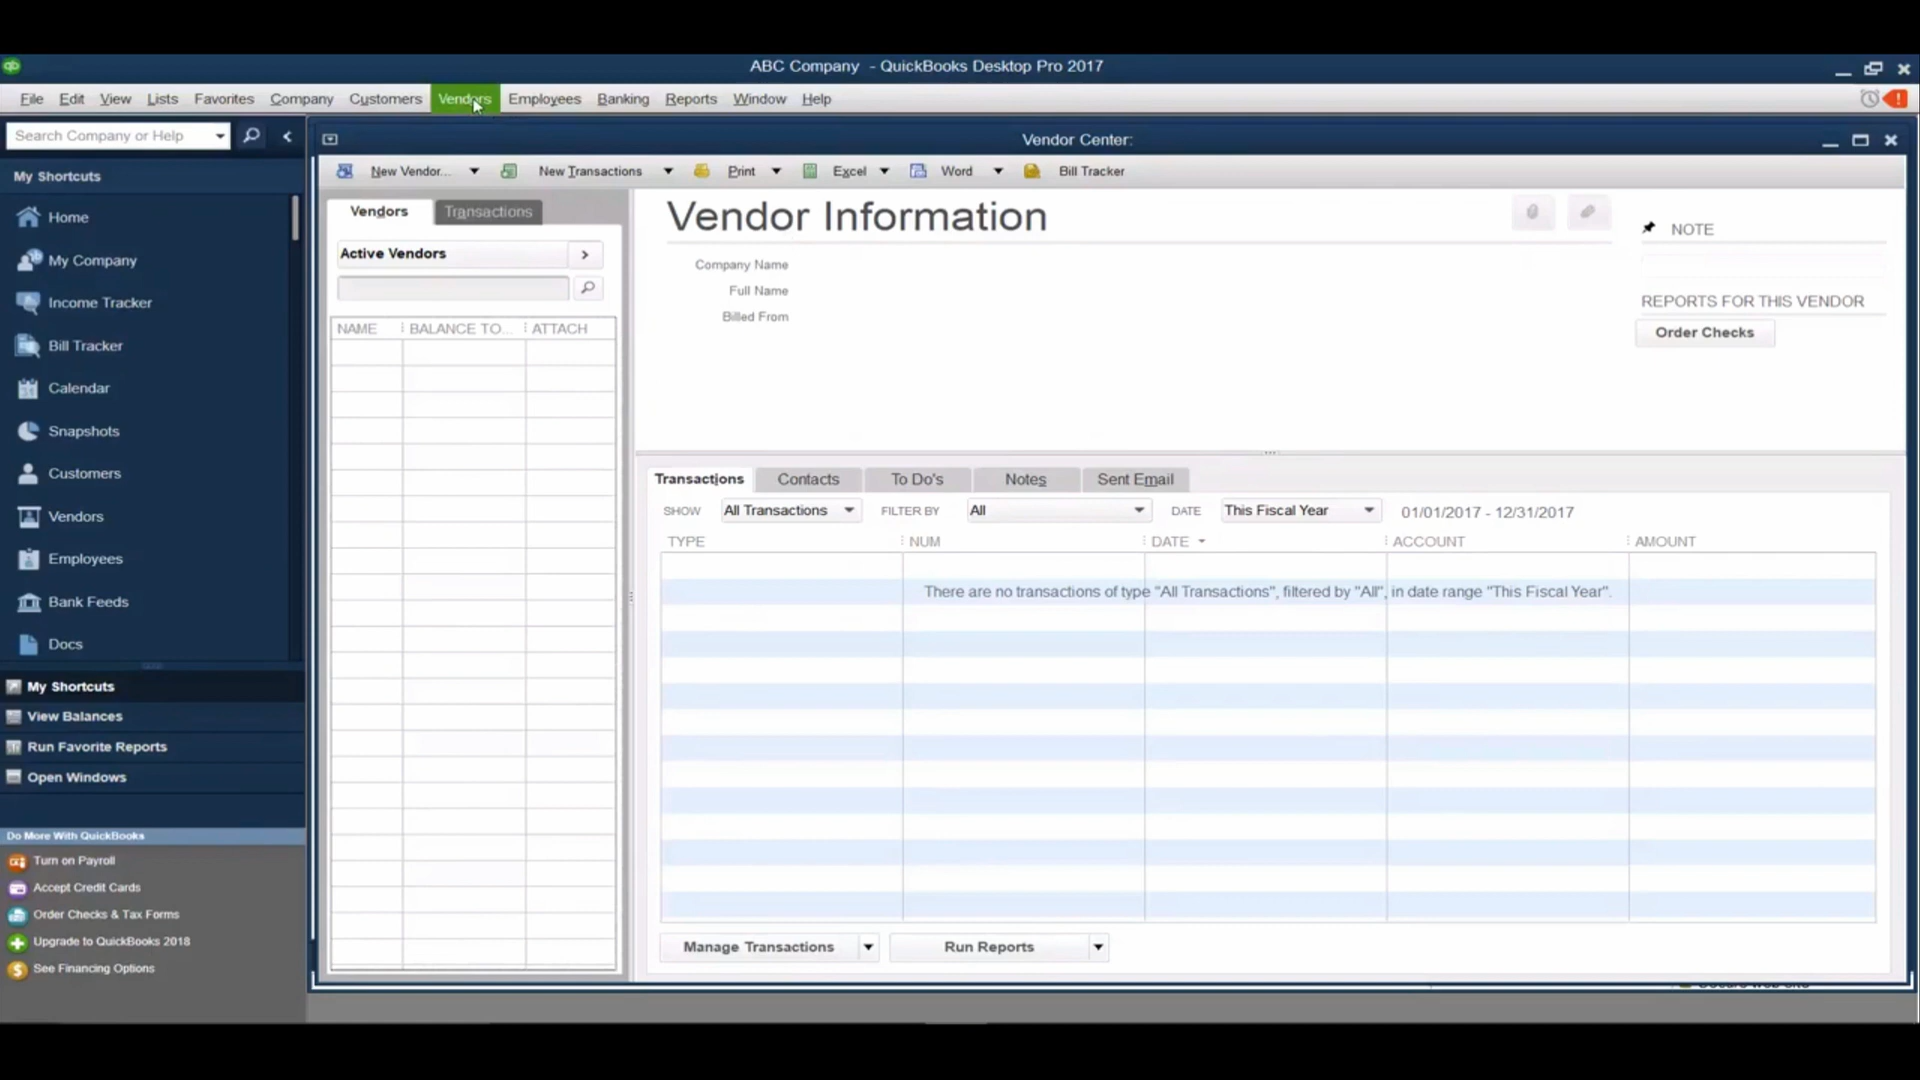 ABC Company - QuickBooks Desktop Pro 2017
File Edit View Lists Favorites Company Customers Vendors Employees Banking Reports Window Help
Search Company or Help
Vendor Center:
My Shortcuts
New Vendor... New Transactions Print Excel Word Bill Tracker
Home
My Company
Income Tracker
Bill Tracker
Calendar
Snapshots
Customers
Vendors
Employees
Bank Feeds
Docs
My Shortcuts
View Balances
Run Favorite Reports
Open Windows
Do More With QuickBooks
Turn on Payroll
Accept Credit Cards
Order Checks & Tax Forms
Upgrade to QuickBooks 2018
See Financing Options
Vendors Transactions
Active Vendors
NAME BALANCE TO... ATTACH
Vendor Information
Company Name
Full Name
Billed From
NOTE
REPORTS FOR THIS VENDOR
Order Checks
Transactions Contacts To Do's Notes Sent Email
SHOW All Transactions FILTER BY All DATE This Fiscal Year 01/01/2017 - 12/31/2017
TYPE NUM DATE ACCOUNT AMOUNT
There are no transactions of type "All Transactions", filtered by "All", in date range "This Fiscal Year".
Manage Transactions Run Reports